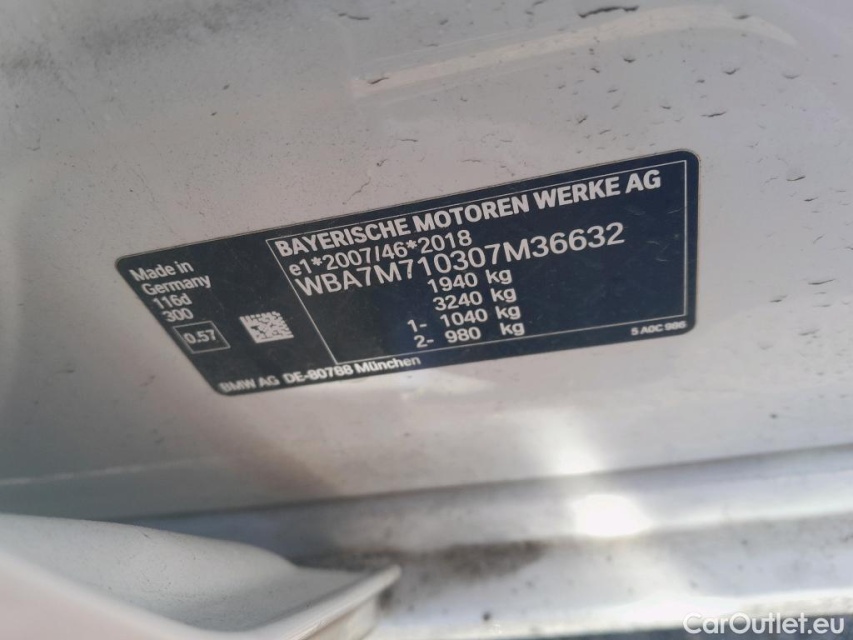 BAYERISCHE MOTOREN WERKE AG
e1*2007/46*2018
WBA7M710307M36632
1940 kg
3240 kg
1- 1040 kg
2- 980 kg
Made in
Germany
116d
300
0.57
5 A0C 986
BMW AG DE-80788 München
CarOutlet.eu